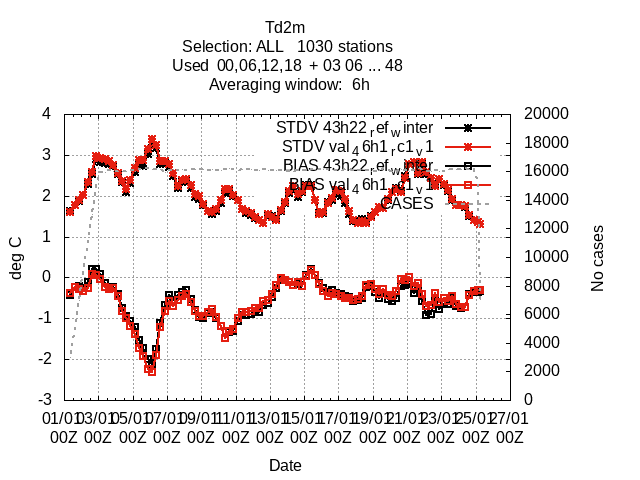 Td2m
Selection: ALL 1030 stations
Used 00,06,12,18 + 03 06 ... 48
Averaging window: 6h
STDV 43h22ref_winter
STDV val46h1rc1v1
BIAS 43h22ref_winter
BIAS val46h1rc1v1
CASES
4
3
2
1
0
-1
-2
-3
deg C
20000
18000
16000
14000
12000
10000
8000
6000
4000
2000
0
No cases
01/01 03/01 05/01 07/01 09/01 11/01 13/01 15/01 17/01 19/01 21/01 23/01 25/01 27/01
00Z 00Z 00Z 00Z 00Z 00Z 00Z 00Z 00Z 00Z 00Z 00Z 00Z 00Z
Date